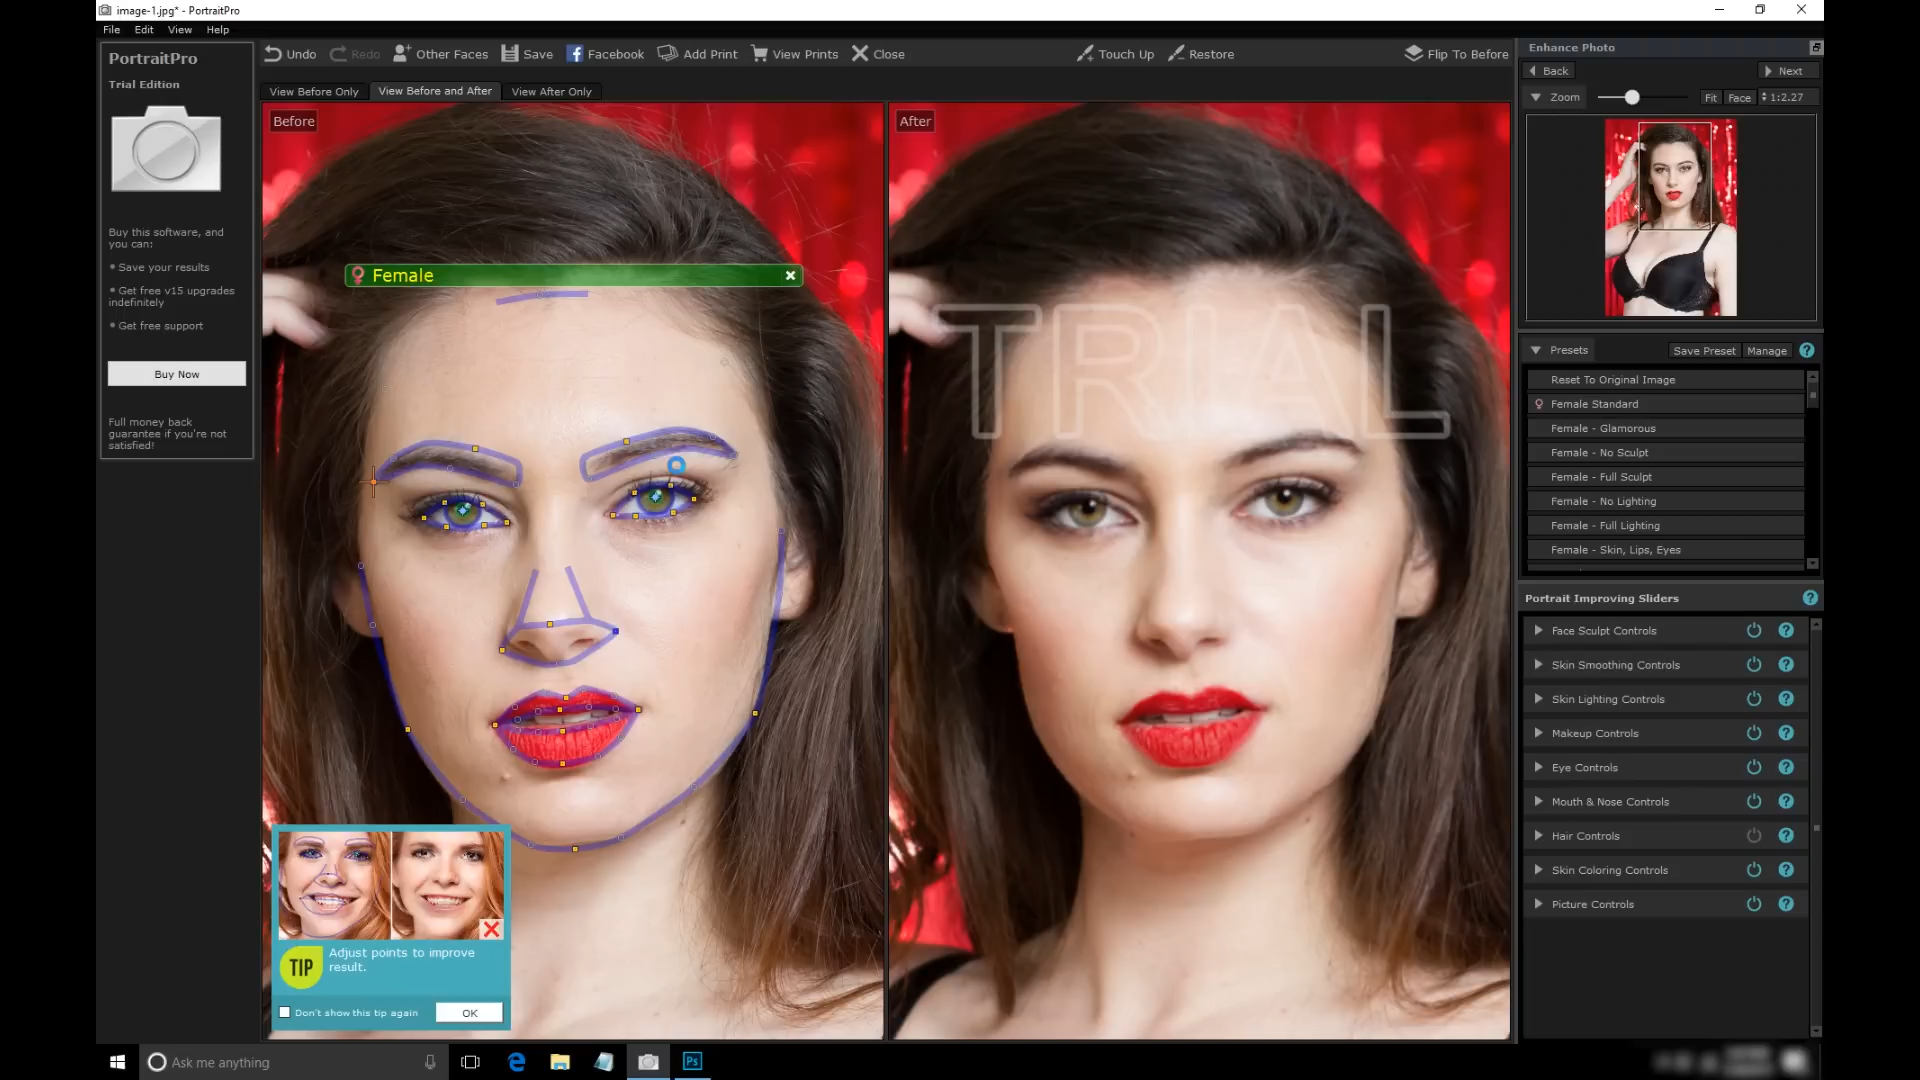 image-1.jpg* - PortraitPro
File Edit View Help
PortraitPro
Trial Edition
Buy this software, and
you can:
• Save your results
• Get free v15 upgrades
indefinitely
• Get free support
Buy Now
Full money back
guarantee if you're not
satisfied!
Undo Redo Other Faces Save Facebook Add Print View Prints Close Touch Up Restore Flip To Before
View Before Only View Before and After View After Only
Before
Female
After
TRIAL
TIP
Adjust points to improve
result.
Don't show this tip again
OK
Enhance Photo
Back Next
Zoom Fit Face 1:2.27
Presets Save Preset Manage ?
Reset To Original Image
Female Standard
Female - Glamorous
Female - No Sculpt
Female - Full Sculpt
Female - No Lighting
Female - Full Lighting
Female - Skin, Lips, Eyes
Portrait Improving Sliders ?
Face Sculpt Controls ?
Skin Smoothing Controls ?
Skin Lighting Controls ?
Makeup Controls ?
Eye Controls ?
Mouth & Nose Controls ?
Hair Controls ?
Skin Coloring Controls ?
Picture Controls ?
Ask me anything
Ps